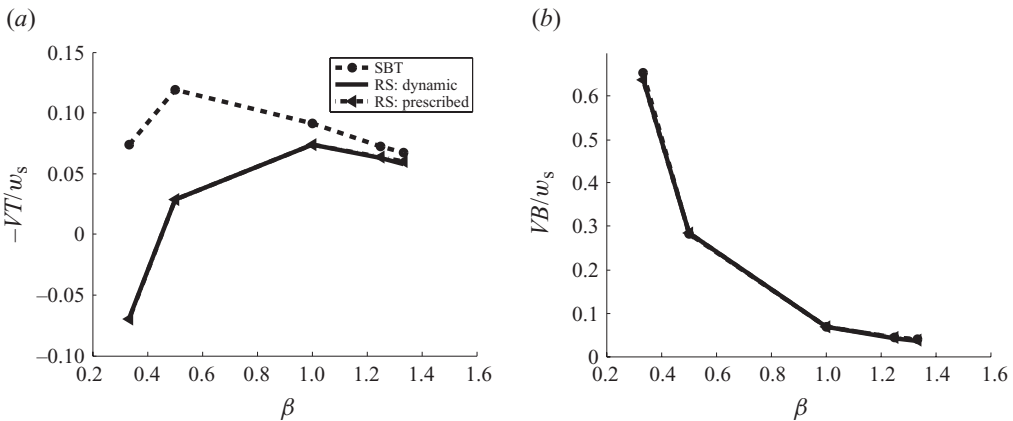 (a)
0.15
0.10
0.05
0
–0.05
–0.10
0.2 0.4 0.6 0.8 1.0 1.2 1.4 1.6
β
−VT/ws
SBT
RS: dynamic
RS: prescribed
(b)
0.6
0.5
0.4
0.3
0.2
0.1
0
0.2 0.4 0.6 0.8 1.0 1.2 1.4 1.6
β
VB/ws